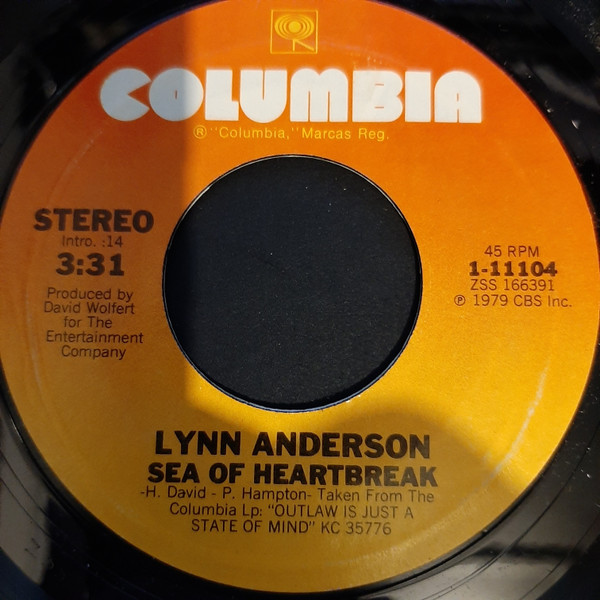 COLUMBIA
® "Columbia," Marcas Reg.
STEREO
Intro. :14
3:31
Produced by
David Wolfert
for The
Entertainment
Company
45 RPM
1-11104
ZSS 166391
℗ 1979 CBS Inc.
LYNN ANDERSON
SEA OF HEARTBREAK
-H. David - P. Hampton- Taken From The
Columbia Lp: "OUTLAW IS JUST A
STATE OF MIND" KC 35776